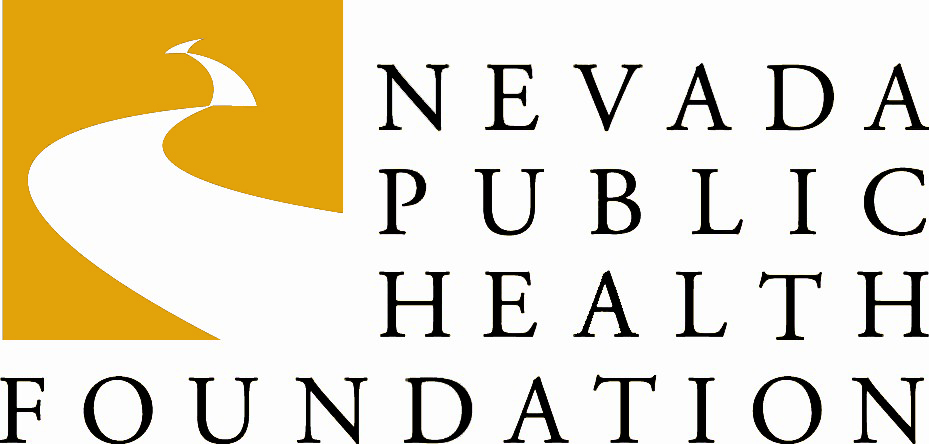 NEVADA
PUBLIC
HEALTH
FOUNDATION